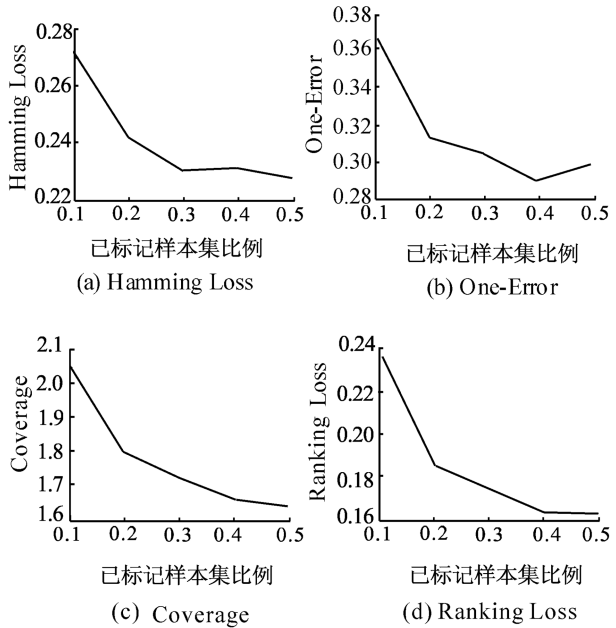 Hamming Loss
0.28
0.26
0.24
0.22
0.1 0.2 0.3 0.4 0.5
已标记样本集比例
(a) Hamming Loss
One-Error
0.38
0.36
0.34
0.32
0.30
0.28
0.1 0.2 0.3 0.4 0.5
已标记样本集比例
(b) One-Error
Coverage
2.1
2.0
1.9
1.8
1.7
1.6
0.1 0.2 0.3 0.4 0.5
已标记样本集比例
(c) Coverage
Ranking Loss
0.24
0.22
0.20
0.18
0.16
0.1 0.2 0.3 0.4 0.5
已标记样本集比例
(d) Ranking Loss